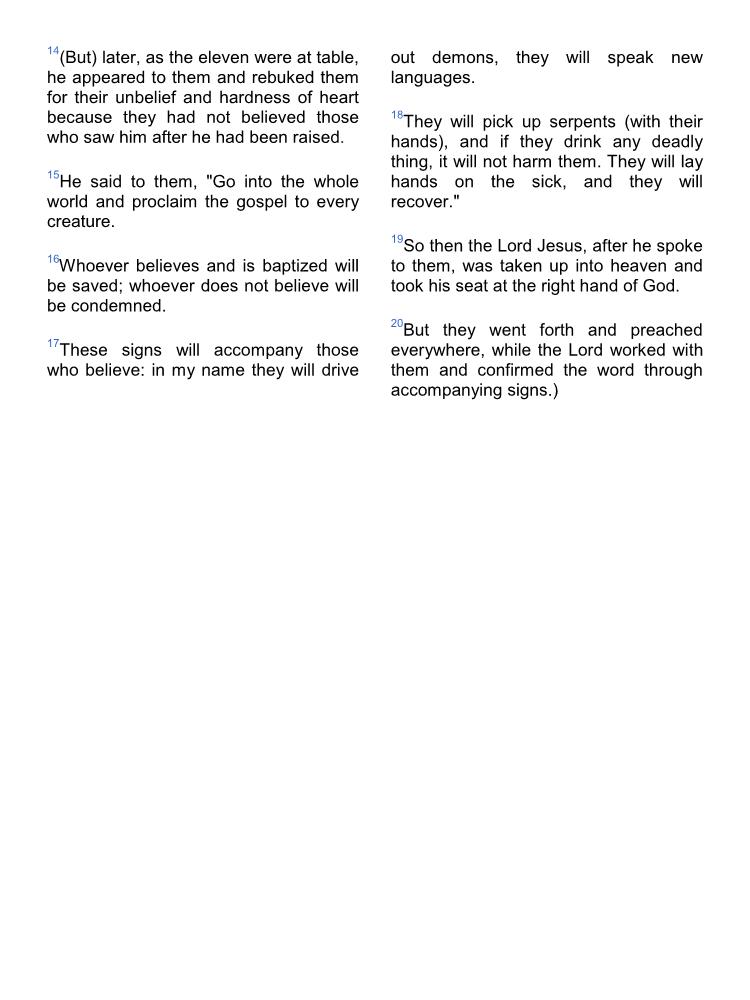 14(But) later, as the eleven were at table,
he appeared to them and rebuked them
for their unbelief and hardness of heart
because they had not believed those
who saw him after he had been raised.
15He said to them, "Go into the whole
world and proclaim the gospel to every
creature.
16Whoever believes and is baptized will
be saved; whoever does not believe will
be condemned.
17These signs will accompany those
who believe: in my name they will drive
out demons, they will speak new
languages.
18They will pick up serpents (with their
hands), and if they drink any deadly
thing, it will not harm them. They will lay
hands on the sick, and they will
recover."
19So then the Lord Jesus, after he spoke
to them, was taken up into heaven and
took his seat at the right hand of God.
20But they went forth and preached
everywhere, while the Lord worked with
them and confirmed the word through
accompanying signs.)